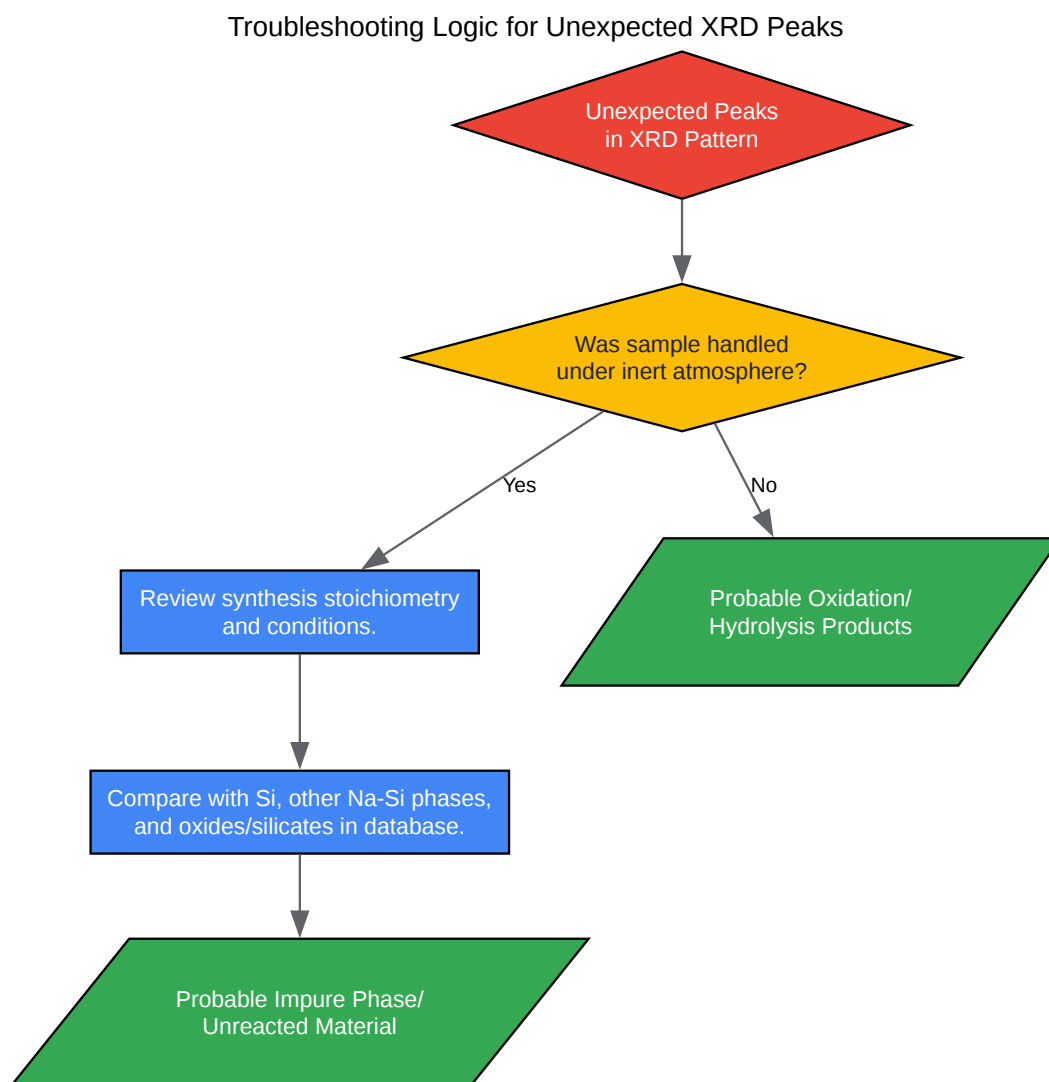 Troubleshooting Logic for Unexpected XRD Peaks
Unexpected Peaks
in XRD Pattern
Was sample handled
under inert atmosphere?
Yes
No
Review synthesis stoichiometry
and conditions.
Probable Oxidation/
Hydrolysis Products
Compare with Si, other Na-Si phases,
and oxides/silicates in database.
Probable Impure Phase/
Unreacted Material